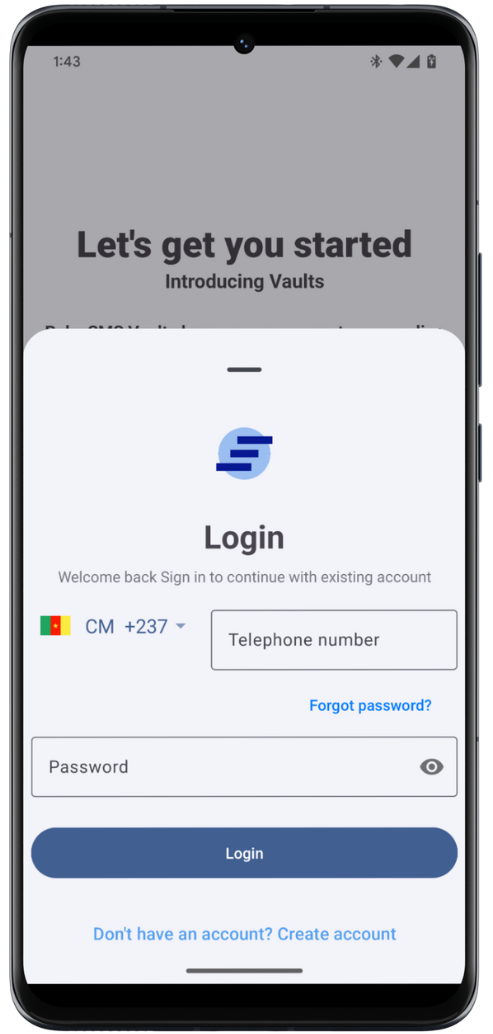 1:43
Let's get you started
Introducing Vaults
Login
Welcome back Sign in to continue with existing account
CM +237
Telephone number
Forgot password?
Password
Login
Don't have an account? Create account